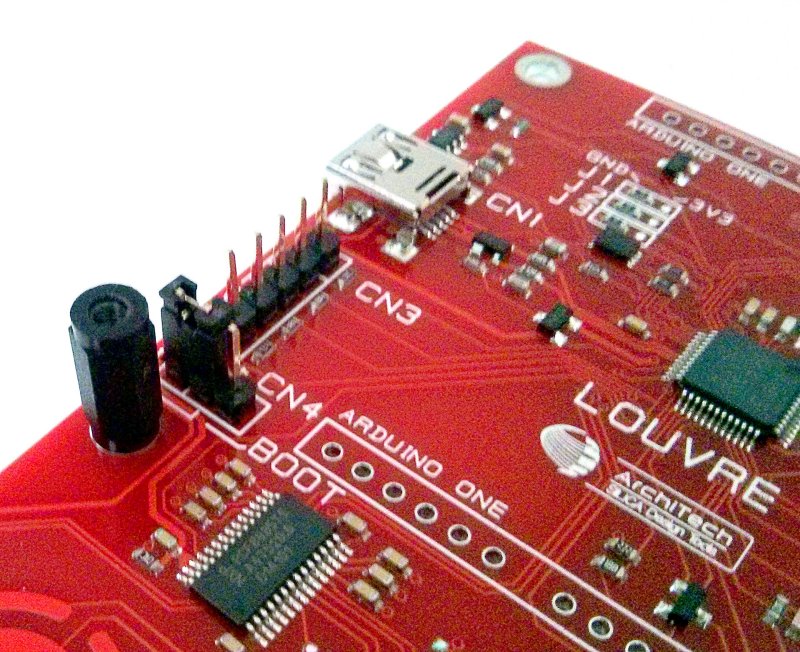 ARDUINO ONE
GND
J1
J2
J3
3V3
CN1
CN3
CN4
BOOT
ARDUINO ONE
LOUVRE
Architech